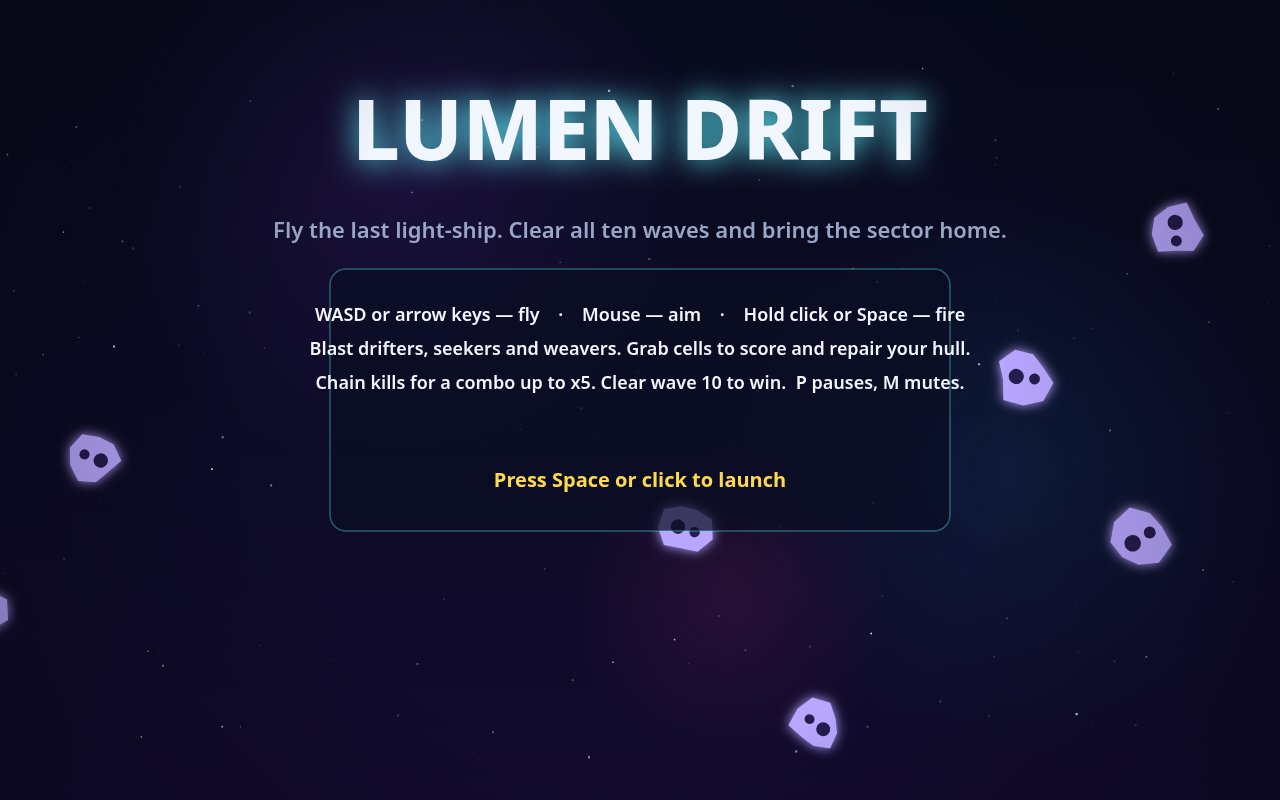 LUMEN DRIFT
Fly the last light-ship. Clear all ten waves and bring the sector home.
WASD or arrow keys — fly · Mouse — aim · Hold click or Space — fire
Blast drifters, seekers and weavers. Grab cells to score and repair your hull.
Chain kills for a combo up to x5. Clear wave 10 to win. P pauses, M mutes.
Press Space or click to launch